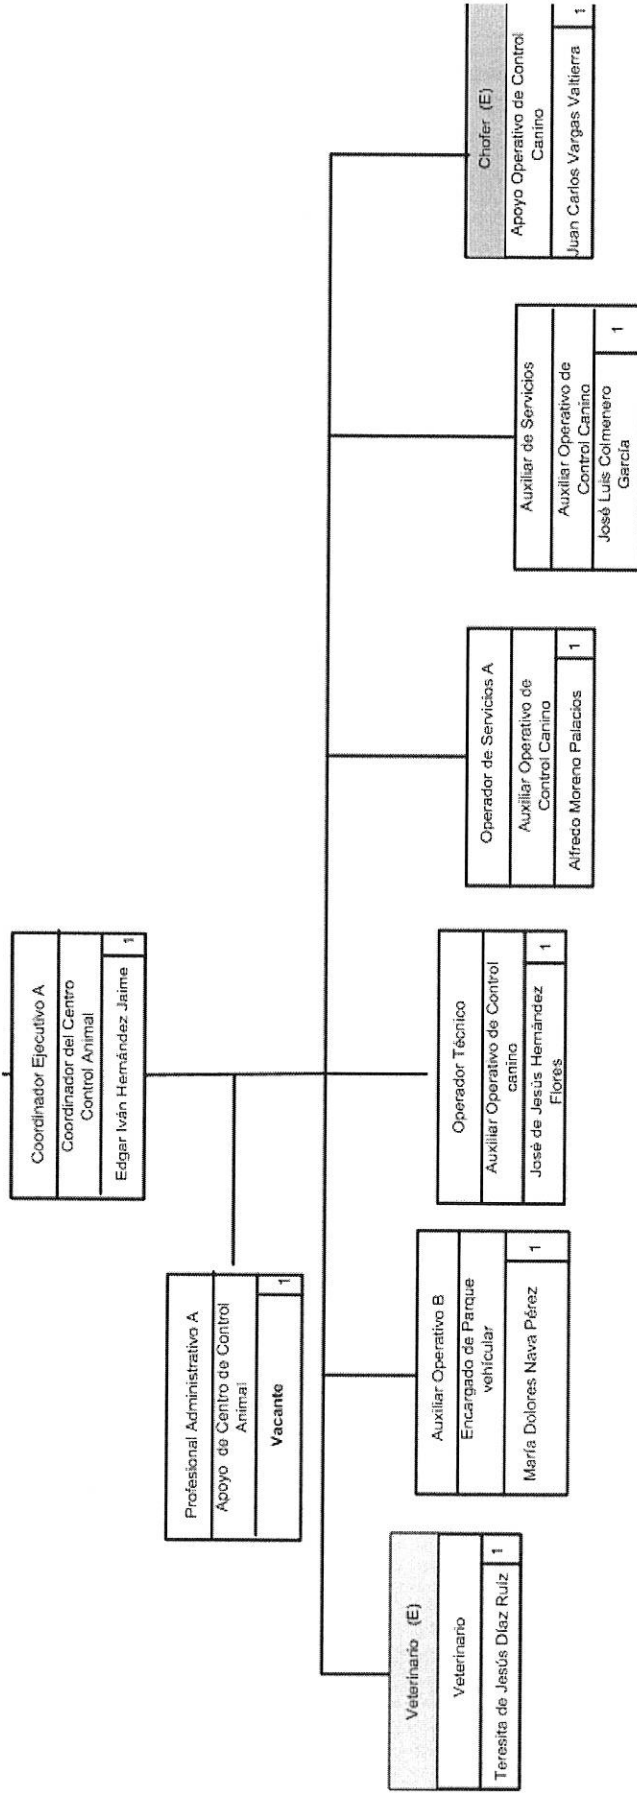 Coordinador Ejecutivo A
Coordinador del Centro
Control Animal
Edgar Iván Hernández Jaime
1
Profesional Administrativo A
Apoyo de Centro de Control
Animal
Vacante
1
Veterinario (E)
Veterinario
Teresita de Jesús Díaz Ruíz
1
Auxiliar Operativo B
Encargado de Parque
vehícular
María Dolores Nava Pérez
1
Operador Técnico
Auxiliar Operativo de Control
canino
José de Jesús Hernández
Flores
1
Operador de Servicios A
Auxiliar Operativo de
Control Canino
Alfredo Moreno Palacios
1
Auxiliar de Servicios
Auxiliar Operativo de
Control Canino
José Luis Colmenero
García
1
Chofer (E)
Apoyo Operativo de Control
Canino
Juan Carlos Vargas Valtierra
1